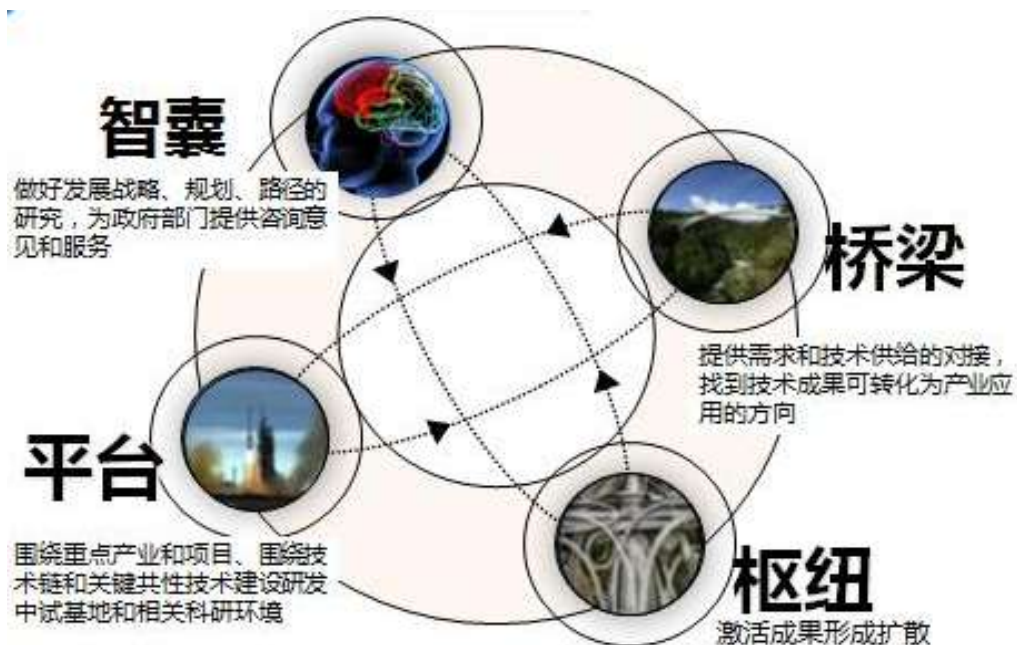 智囊
做好发展战略、规划、路径的
研究，为政府部门提供咨询意
见和服务
桥梁
提供需求和技术供给的对接，
找到技术成果可转化为产业应
用的方向
平台
围绕重点产业和项目、围绕技
术链和关键共性技术建设研发
中试基地和相关科研环境
枢纽
激活成果形成扩散